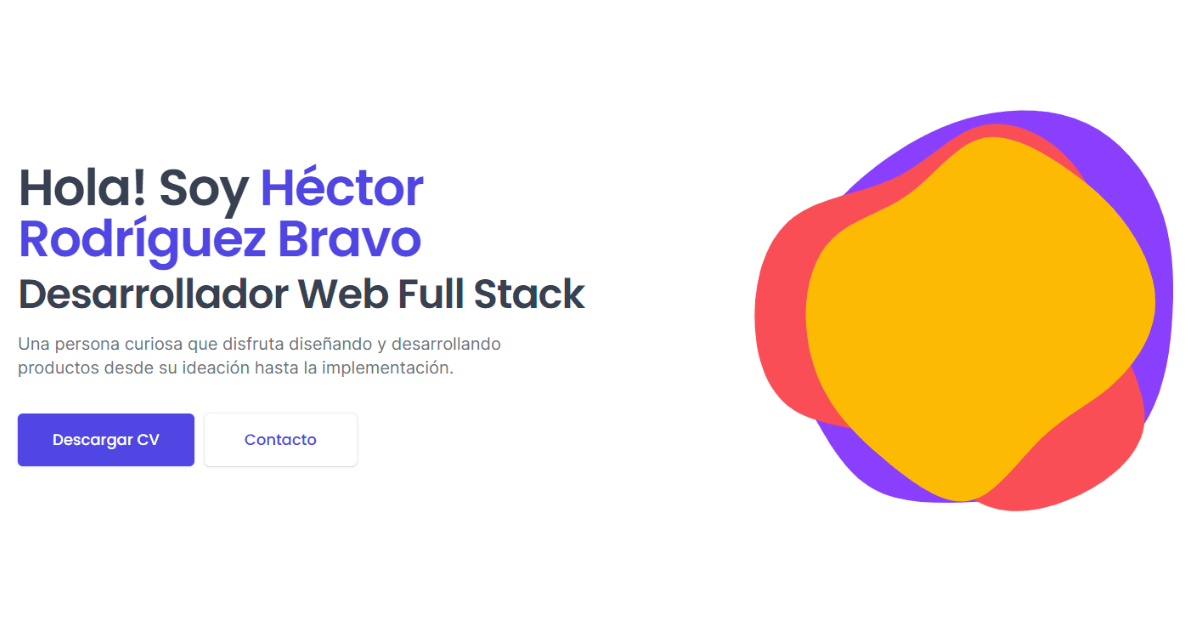 Hola! Soy Héctor
Rodríguez Bravo
Desarrollador Web Full Stack
Una persona curiosa que disfruta diseñando y desarrollando
productos desde su ideación hasta la implementación.
Descargar CV
Contacto